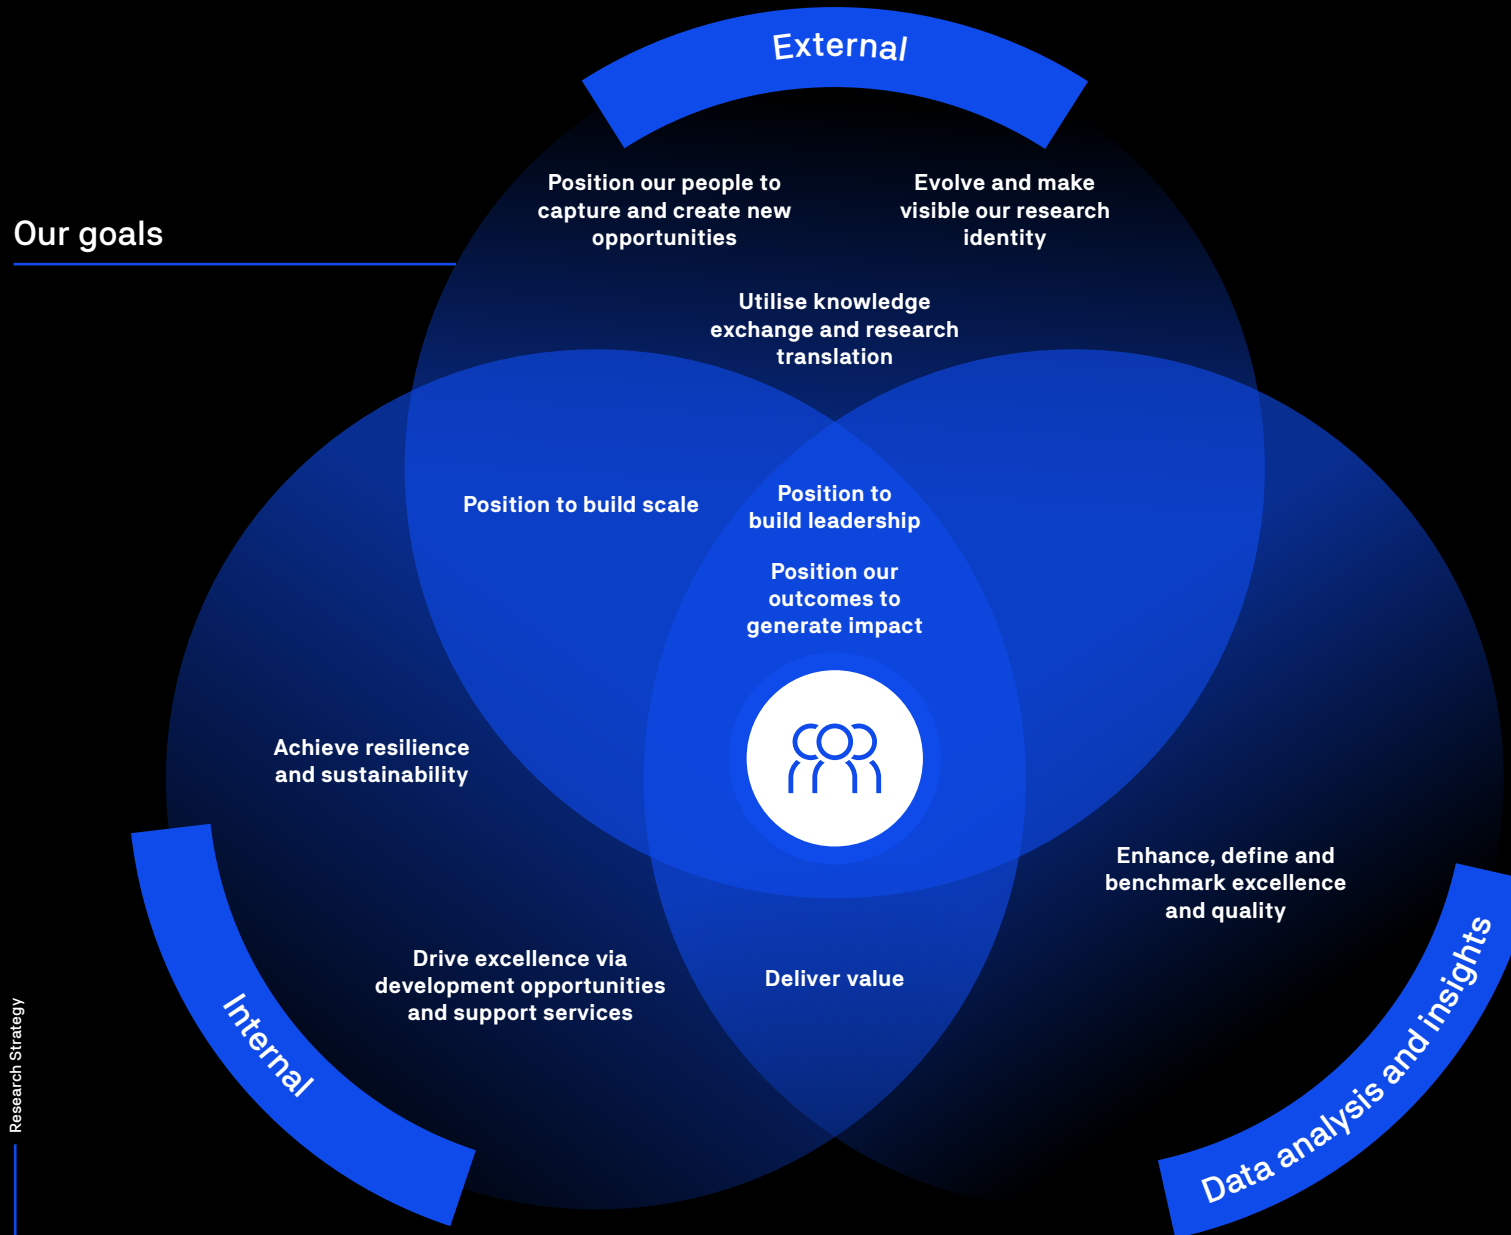 External
Our goals
Position our people to
capture and create new
opportunities
Evolve and make
visible our research
identity
Utilise knowledge
exchange and research
translation
Position to build scale
Position to
build leadership
Position our
outcomes to
generate impact
Achieve resilience
and sustainability
Enhance, define and
benchmark excellence
and quality
Drive excellence via
development opportunities
and support services
Deliver value
Internal
Data analysis and insights
Research Strategy